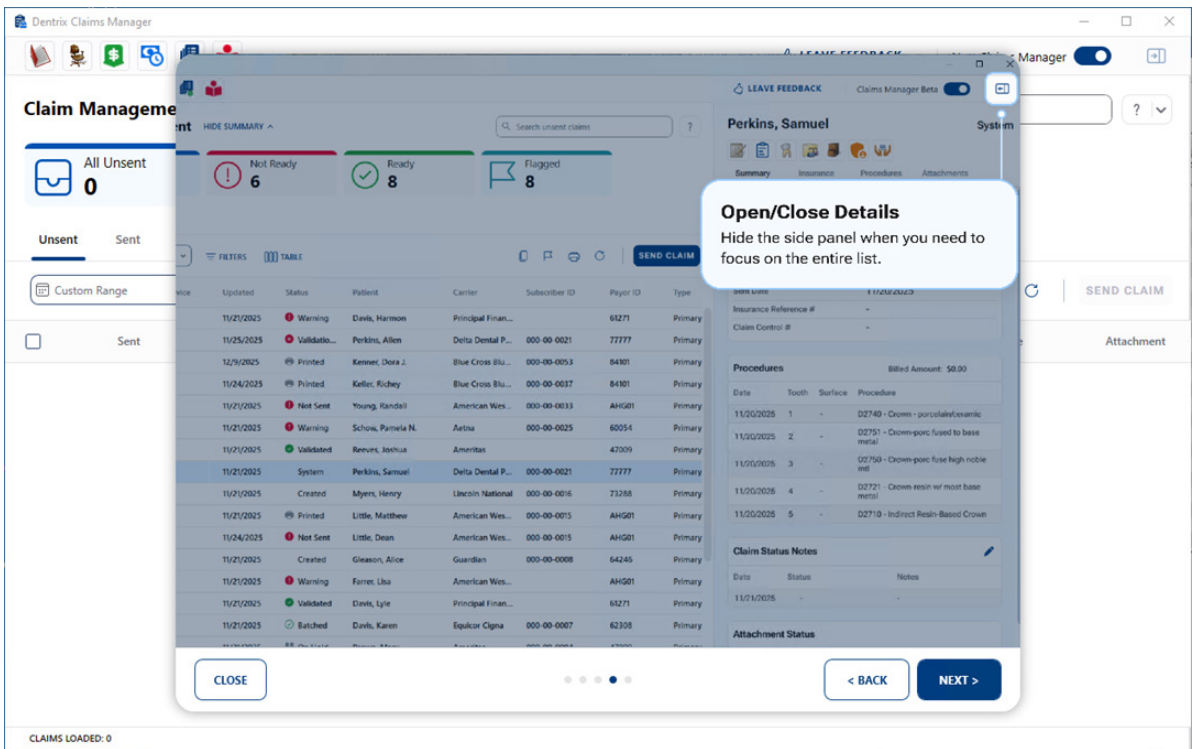 Dentrix Claims Manager
Manager
Claim Manageme
?
All Unsent
0
Unsent Sent
Custom Range
SEND CLAIM
Sent
Attachment
LEAVE FEEDBACK Claims Manager Beta
nt HIDE SUMMARY Search unsent claims ?
Not Ready
6
Ready
8
Flagged
8
FILTERS TABLE SEND CLAIM
Updated Status Patient Carrier Subscriber ID Payor ID Type
11/21/2025 Warning Davis, Harmon Principal Finan... 61271 Primary
11/25/2025 Validatio... Perkins, Allen Delta Dental P... 000-00-0021 77777 Primary
12/9/2025 Printed Kenner, Dora J. Blue Cross Blu... 000-00-0053 84101 Primary
11/24/2025 Printed Keller, Richey Blue Cross Blu... 000-00-0037 84101 Primary
11/21/2025 Not Sent Young, Randall American Wes... 000-00-0033 AHG01 Primary
11/21/2025 Warning Schow, Pamela N. Aetna 000-00-0025 60054 Primary
11/21/2025 Validated Reeves, Joshua Ameritas 47009 Primary
11/21/2025 System Perkins, Samuel Delta Dental P... 000-00-0021 77777 Primary
11/21/2025 Created Myers, Henry Lincoln National 000-00-0016 73288 Primary
11/21/2025 Printed Little, Matthew American Wes... 000-00-0015 AHG01 Primary
11/24/2025 Not Sent Little, Dean American Wes... 000-00-0015 AHG01 Primary
11/21/2025 Created Gleason, Alice Guardian 000-00-0008 64246 Primary
11/21/2025 Warning Farrer, Lisa American Wes... AHG01 Primary
11/21/2025 Validated Davis, Lyle Principal Finan... 61271 Primary
11/21/2025 Batched Davis, Karen Equicor Cigna 000-00-0007 62308 Primary
Perkins, Samuel System
Summary Insurance Procedures Attachments
Open/Close Details
Hide the side panel when you need to
focus on the entire list.
Sent Date 11/20/2025
Insurance Reference # -
Claim Control # -
Procedures Billed Amount: $0.00
Date Tooth Surface Procedure
11/20/2025 1 - D2740 - Crown - porcelain/ceramic
11/20/2025 2 - D2751 - Crown-porc fused to base
metal
11/20/2025 3 - D2750 - Crown-porc fuse high noble
mtl
11/20/2025 4 - D2721 - Crown resin w/ most base
metal
11/20/2025 5 - D2710 - Indirect Resin-Based Crown
Claim Status Notes
Date Status Notes
11/21/2025 - -
Attachment Status
CLOSE < BACK NEXT >
CLAIMS LOADED: 0